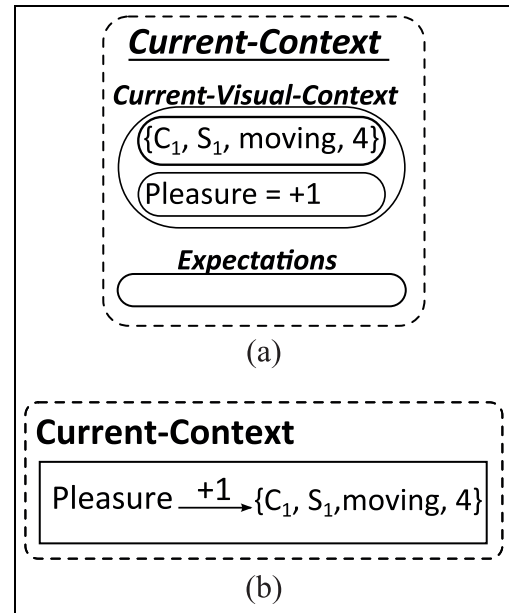 Current-Context
Current-Visual-Context
{C₁, S₁, moving, 4}
Pleasure = +1
Expectations
(a)
Current-Context
Pleasure +1 {C₁, S₁,moving, 4}
(b)